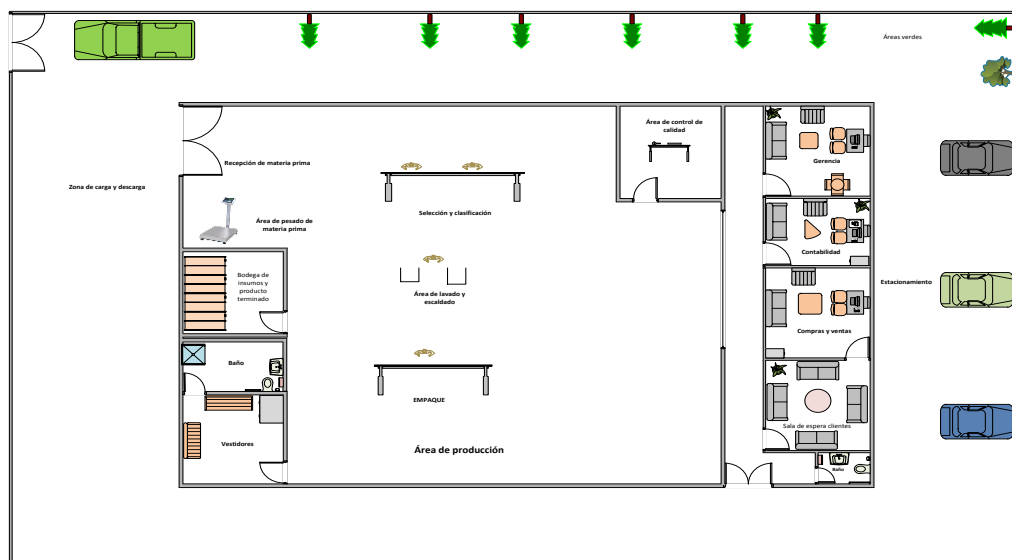 Áreas verdes
Área de control de
calidad
Recepción de materia prima
Gerencia
Zona de carga y descarga
Selección y clasificación
Área de pesado de
materia prima
Contabilidad
Bodega de
insumos y
producto
terminado
Área de lavado y
escaldado
Estacionamiento
Compras y ventas
Baño
EMPAQUE
Sala de espera clientes
Vestidores
Área de producción
Baño